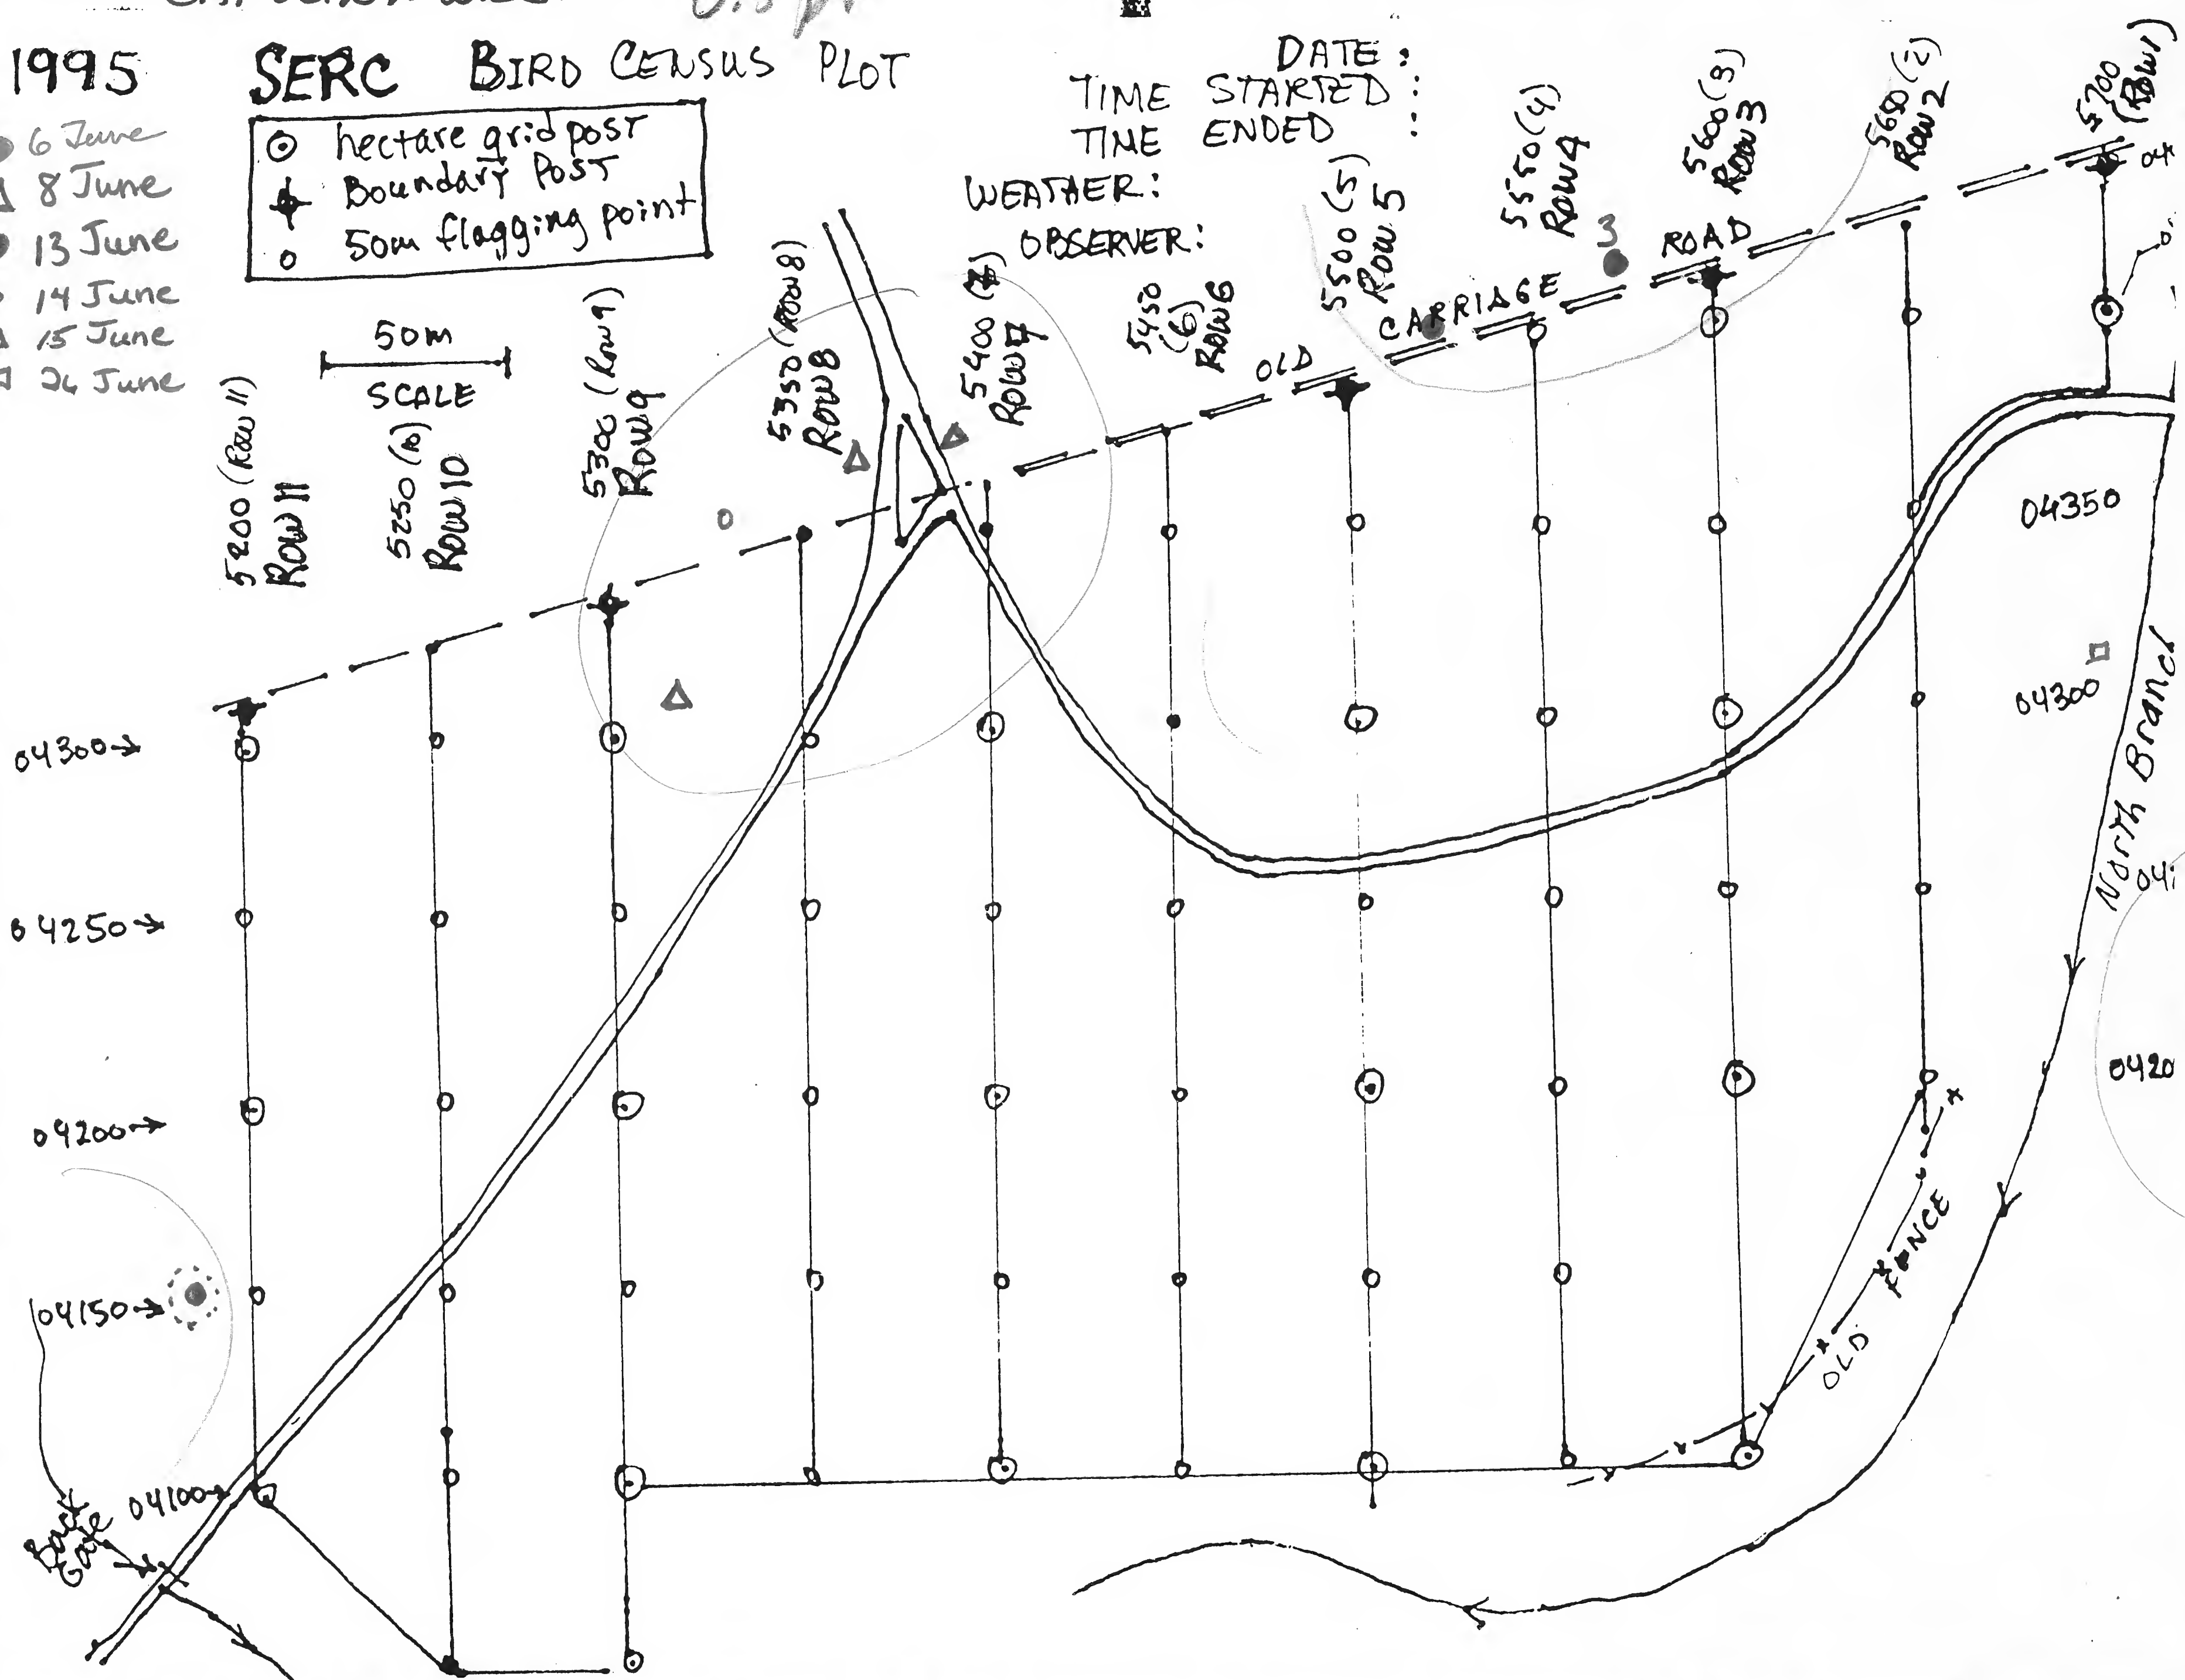 1995 SERC BIRD CENSUS PLOT
6 June
8 June
13 June
14 June
15 June
26 June
hectare grid post
Boundary Post
50m flagging point
50m
SCALE
DATE :
TIME STARTED :
TIME ENDED :
WEATHER:
OBSERVER:
5200 (Row 11)
ROW 11
5250 (10)
ROW 10
5300 (Row 9)
ROW 9
5350 (ROW 8)
ROW 8
5400 (7)
ROW 7
5450
(6)
ROW 6
5500 (5)
ROW 5
5550 (4)
ROW 4
5600 (3)
ROW 3
5650 (2)
ROW 2
5700
(ROW 1)
3
OLD CARRIAGE ROAD
04350
04300
04300
04250
04200
04150
04100
North Branch
0420
OLD FENCE
Back
Gate